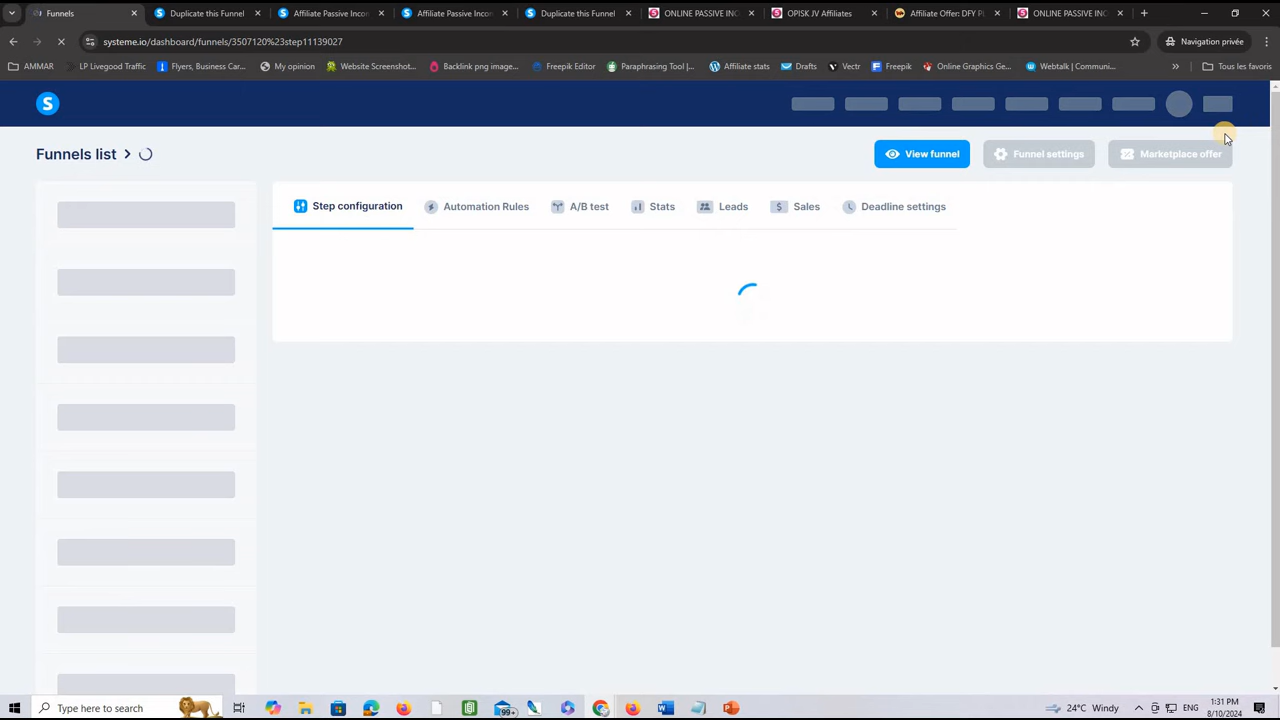 Funnels
Duplicate this Funnel
Affiliate Passive Incon
Affiliate Passive Incon
Duplicate this Funnel
ONLINE PASSIVE INC
OPISK JV Affiliates
Affiliate Offer: DFY P
ONLINE PASSIVE INC
systeme.io/dashboard/funnels/3507120%23step11139027
Navigation privée
AMMAR
LP Livegood Traffic
Flyers, Business Car...
My opinion
Website Screenshot...
Backlink png image...
Freepik Editor
Paraphrasing Tool |...
Affiliate stats
Drafts
Vectr
Freepik
Online Graphics Ge...
Webtalk | Communi...
»
Tous les favoris
S
Funnels list
View funnel
Funnel settings
Marketplace offer
Step configuration
Automation Rules
A/B test
Stats
Leads
Sales
Deadline settings
Type here to search
99+
24°C Windy
1:31 PM
8/10/2024